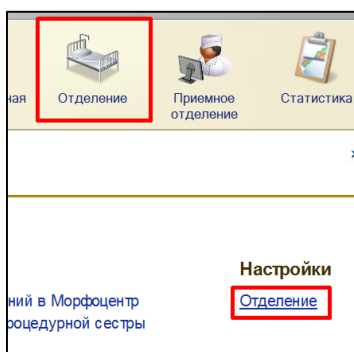 ная
Отделение
Приемное
отделение
Статистика
Настройки
ний в Морфоцентр
Отделение
роцедурной сестры